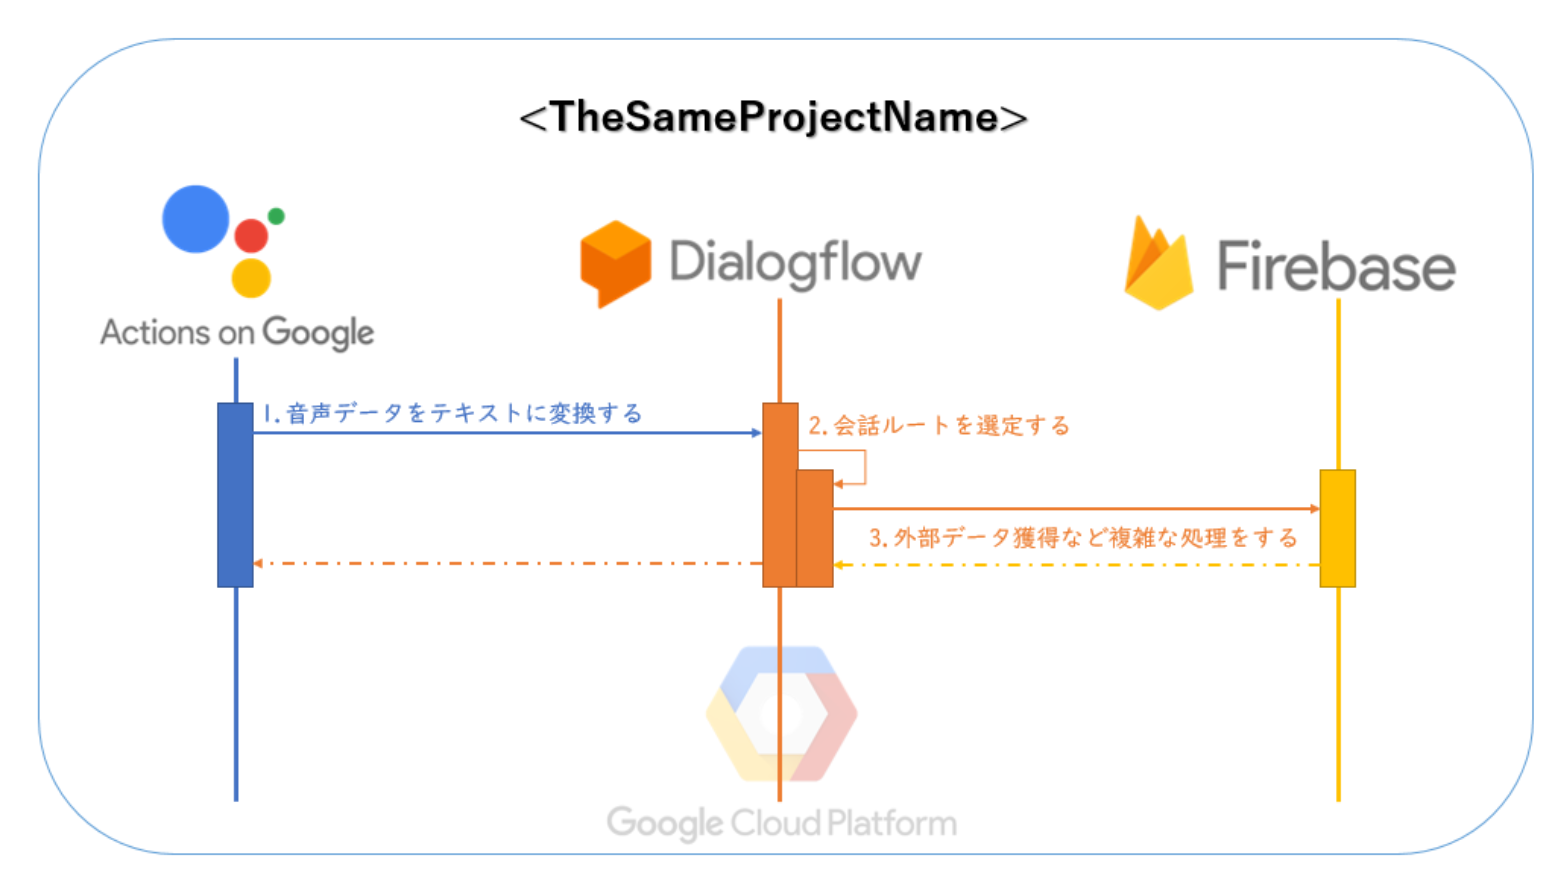 <TheSameProjectName>
Actions on Google
Dialogflow
Firebase
1. 音声データをテキストに変換する
2. 会話ルートを選定する
3. 外部データ獲得など複雑な処理をする
Google Cloud Platform